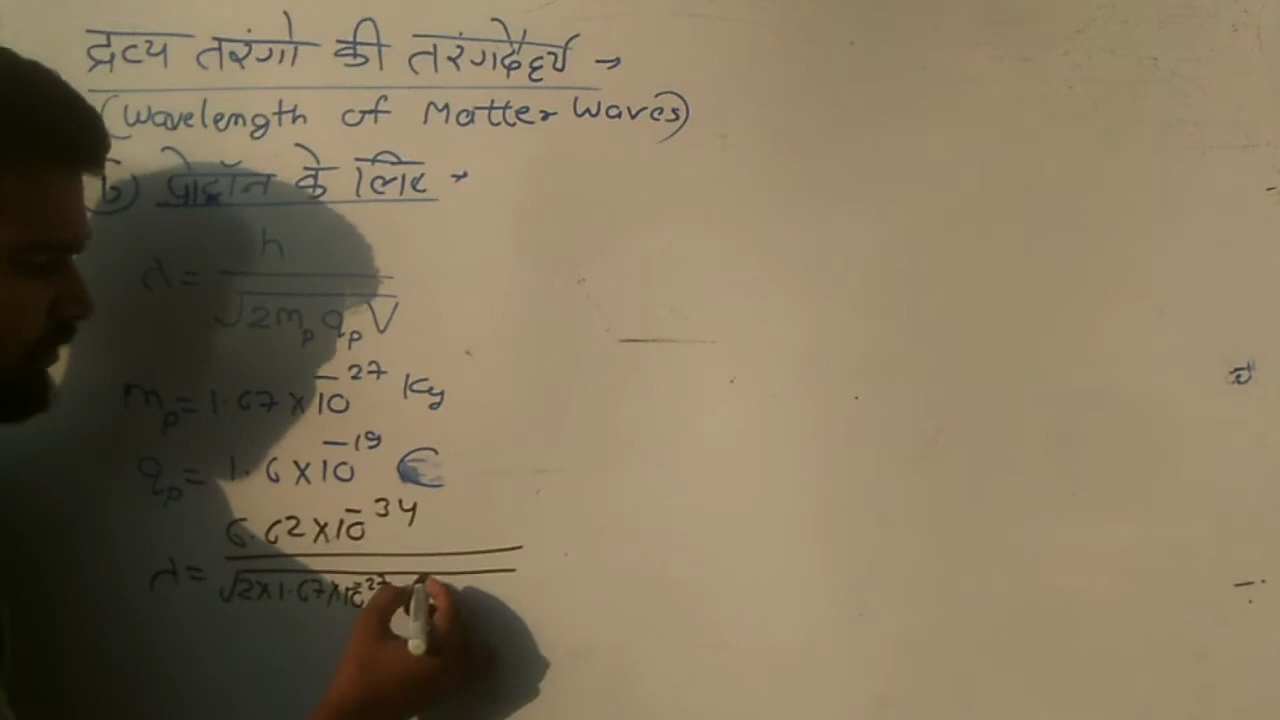 द्रव्य तरंगो की तरंगदैर्ध्य →
(Wavelength of Matter Waves)
प्रोट्रॉन के लिए →
λ = h / √2mₚqₚV
mₚ = 1.67 × 10⁻²⁷ Kg
qₚ = 1.6 × 10⁻¹⁹ C
λ = 6.62 × 10⁻³⁴ / √2 × 1.67 × 10⁻²⁷